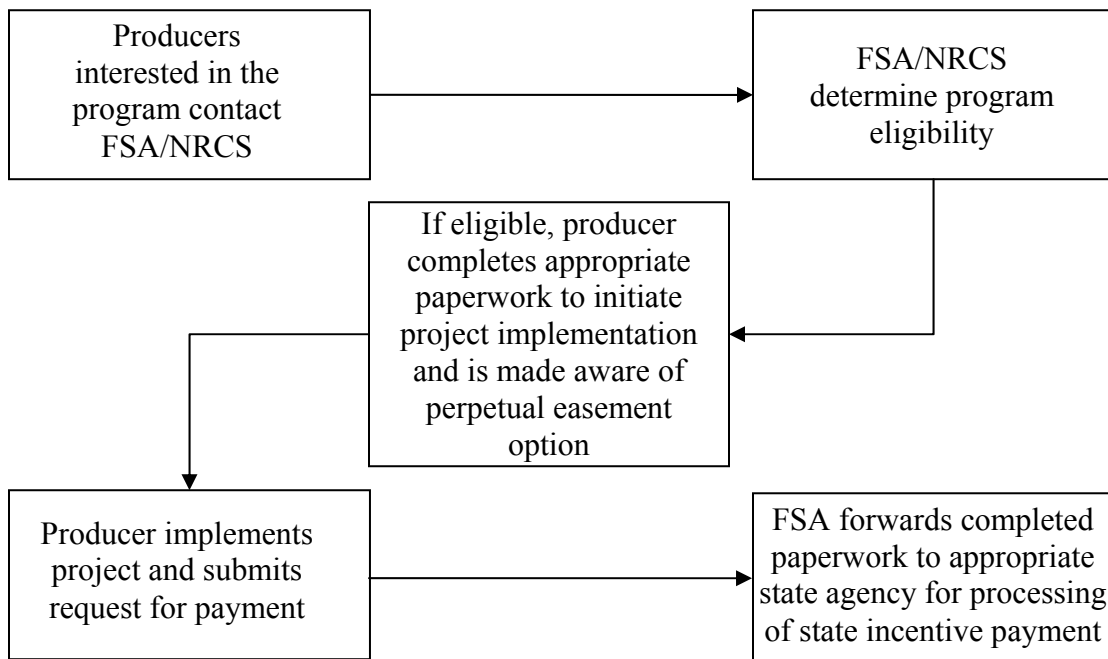 Producers
interested in the
program contact
FSA/NRCS
FSA/NRCS
determine program
eligibility
If eligible, producer
completes appropriate
paperwork to initiate
project implementation
and is made aware of
perpetual easement
option
Producer implements
project and submits
request for payment
FSA forwards completed
paperwork to appropriate
state agency for processing
of state incentive payment